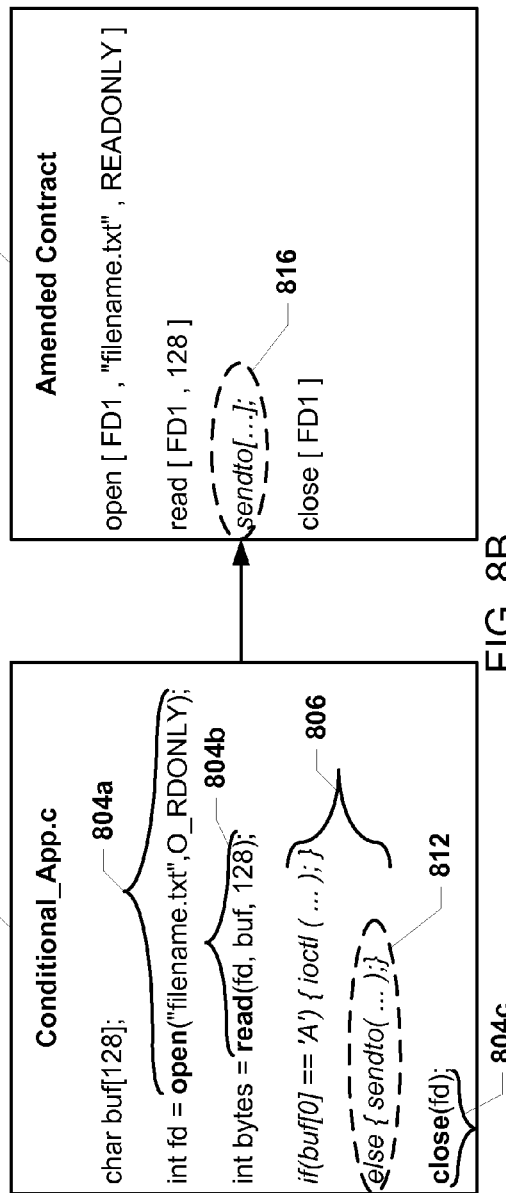 Conditional_App.c
804a
char buf[128];
int fd = open("filename.txt",O_RDONLY);
804b
int bytes = read(fd, buf, 128);
806
if(buf[0] == 'A') { ioctl ( ... ); }
812
else { sendto( ... );}
close(fd);
804c
Amended Contract
open [ FD1 , "filename.txt" , READONLY ]
read [ FD1 , 128 ]
816
sendto[...];
close [ FD1 ]
FIG. 8B